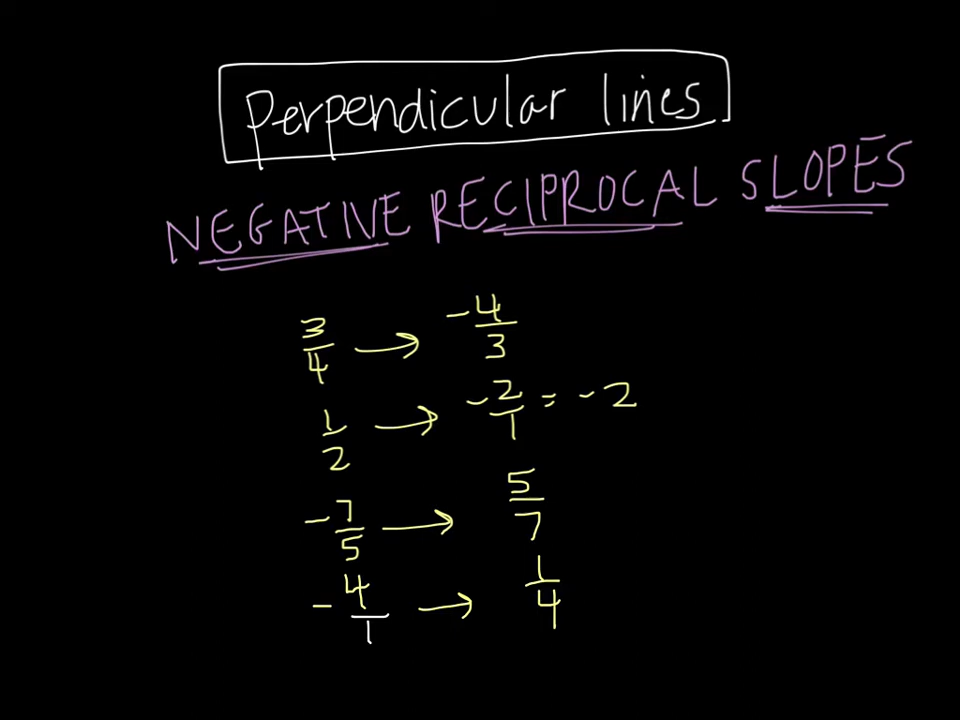 Perpendicular lines
NEGATIVE RECIPROCAL SLOPES
3/4 → -4/3
1/2 → -2/1 = -2
-7/5 → 5/7
-4/1 → 1/4